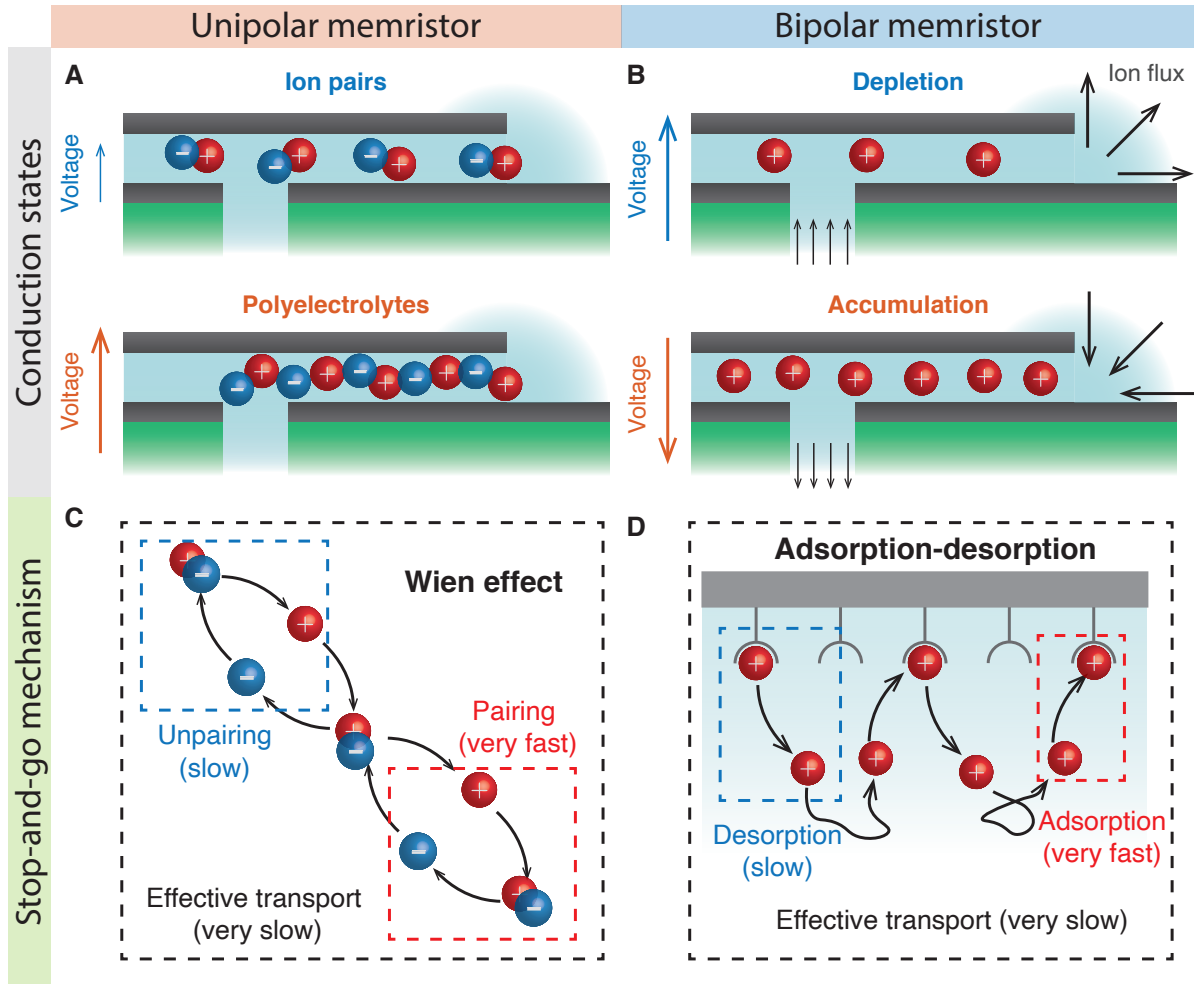 Unipolar memristor
Bipolar memristor
Conduction states
Stop-and-go mechanism
A
Ion pairs
Voltage
Polyelectrolytes
Voltage
B
Depletion
Ion flux
Voltage
Accumulation
Voltage
C
Wien effect
Unpairing
(slow)
Pairing
(very fast)
Effective transport
(very slow)
D
Adsorption-desorption
Desorption
(slow)
Adsorption
(very fast)
Effective transport (very slow)